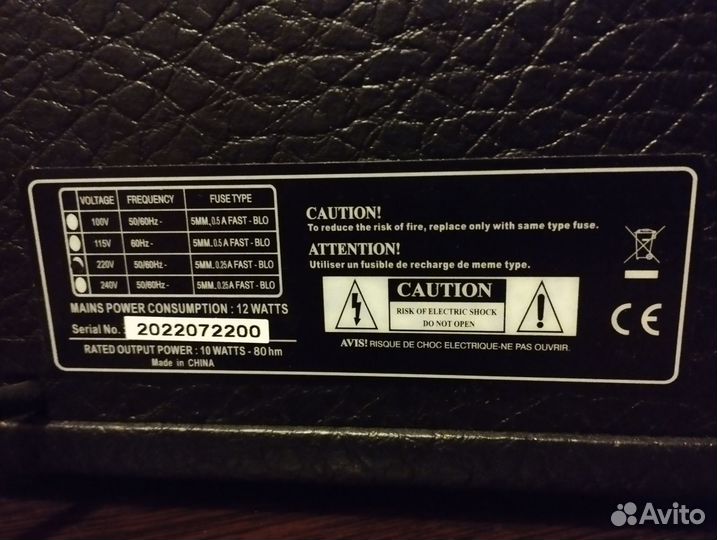 VOLTAGE FREQUENCY FUSE TYPE
100V 50/60Hz - 5MM, 0.5 A FAST - BLO
115V 60Hz - 5MM, 0.5 A FAST - BLO
220V 50/60Hz - 5MM, 0.25 A FAST - BLO
240V 50/60Hz - 5MM, 0.25 A FAST - BLO
MAINS POWER CONSUMPTION : 12 WATTS
Serial No. : 2022072200
RATED OUTPUT POWER : 10 WATTS - 80hm
Made in CHINA
CAUTION!
To reduce the risk of fire, replace only with same type fuse.
ATTENTION!
Utiliser un fusible de recharge de meme type.
CAUTION
RISK OF ELECTRIC SHOCK
DO NOT OPEN
AVIS! RISQUE DE CHOC ELECTRIQUE-NE PAS OUVRIR.
CE
Avito